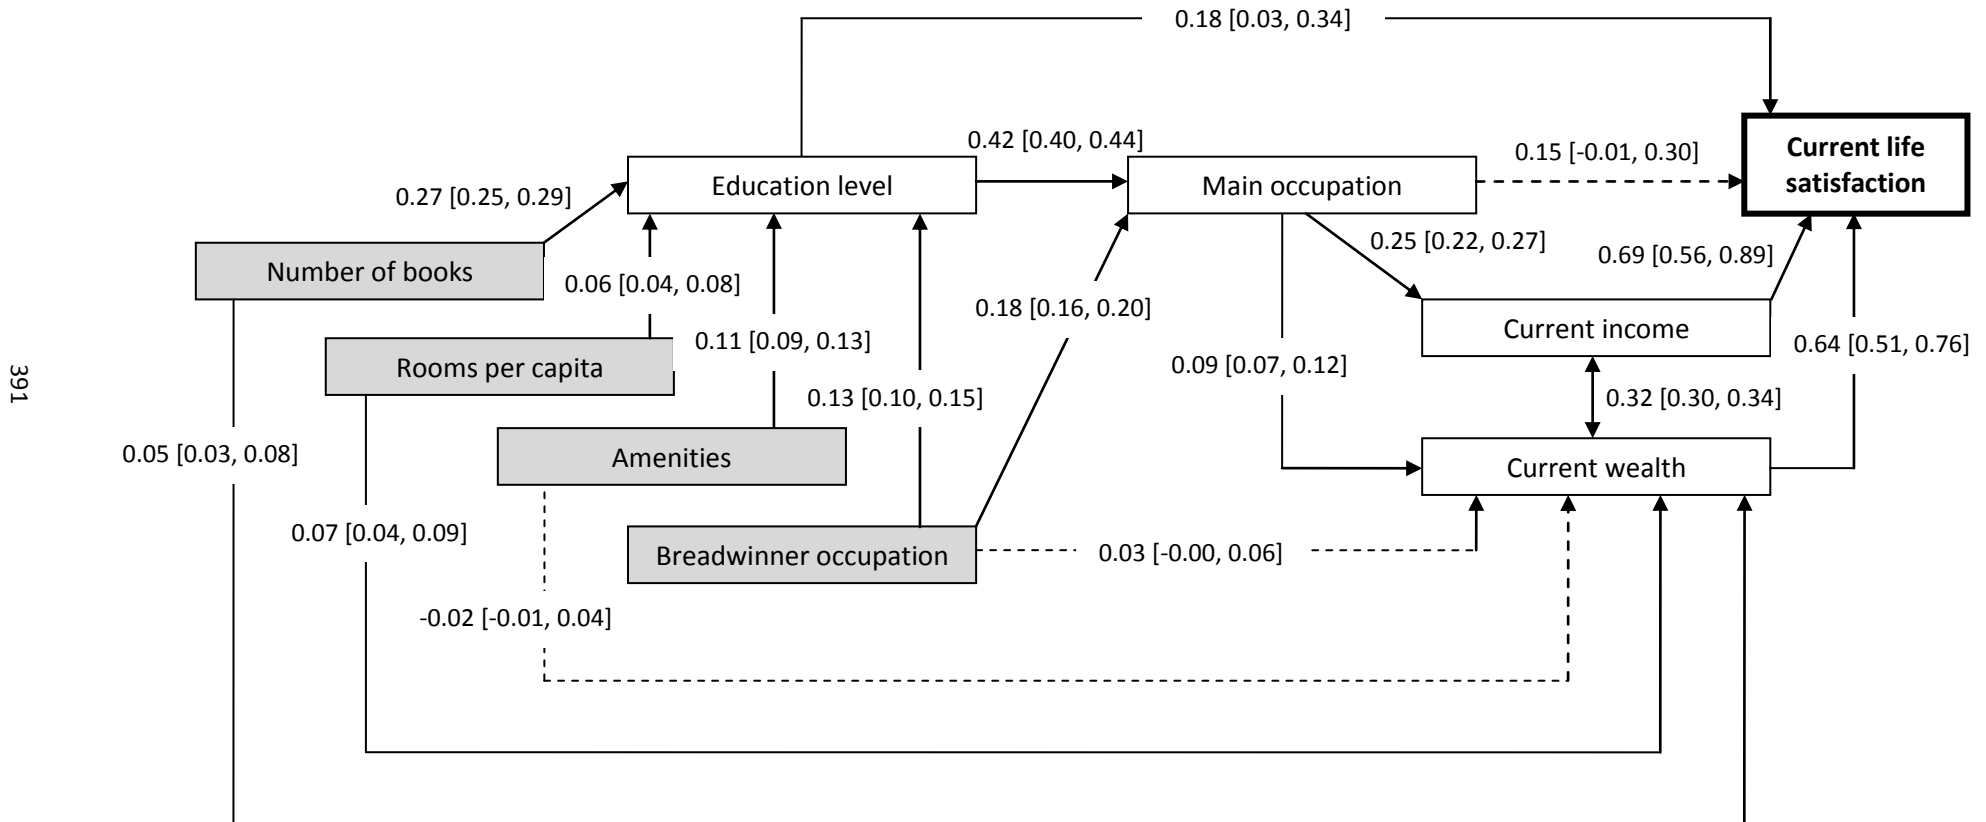 0.18 [0.03, 0.34]
0.42 [0.40, 0.44]
0.15 [-0.01, 0.30]
Current life
satisfaction
Education level
Main occupation
0.27 [0.25, 0.29]
0.25 [0.22, 0.27]
0.69 [0.56, 0.89]
Number of books
0.06 [0.04, 0.08]
0.18 [0.16, 0.20]
Current income
0.11 [0.09, 0.13]
0.64 [0.51, 0.76]
Rooms per capita
0.09 [0.07, 0.12]
391
0.13 [0.10, 0.15]
0.32 [0.30, 0.34]
0.05 [0.03, 0.08]
Amenities
Current wealth
0.07 [0.04, 0.09]
Breadwinner occupation
0.03 [-0.00, 0.06]
-0.02 [-0.01, 0.04]